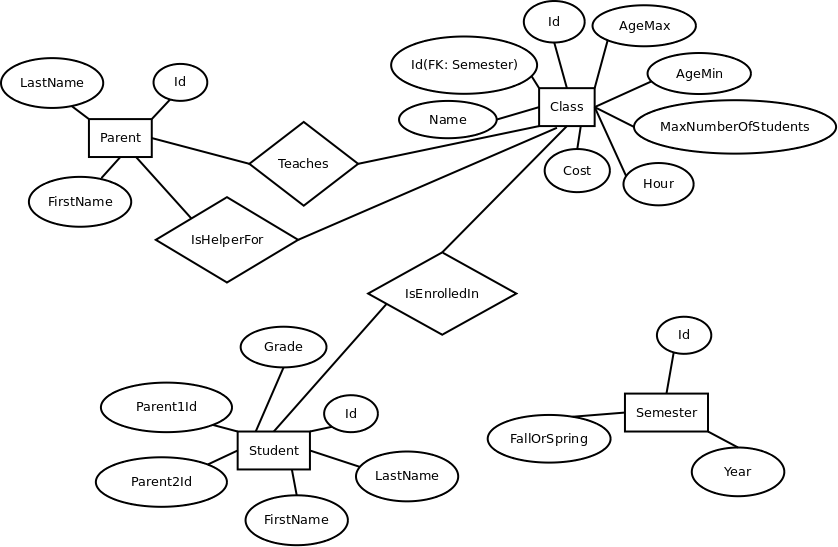 Id
AgeMax
Id(FK: Semester)
AgeMin
LastName
Id
Class
Name
MaxNumberOfStudents
Parent
Teaches
Cost
Hour
FirstName
IsHelperFor
IsEnrolledIn
Id
Grade
Parent1Id
Id
Semester
FallOrSpring
Student
LastName
Year
Parent2Id
FirstName